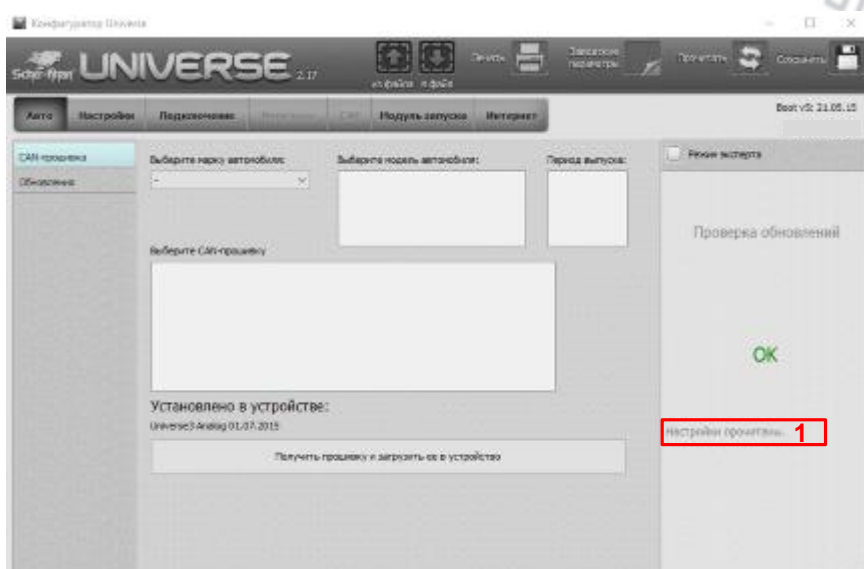 Конфигуратор Universe
Scher-Khan UNIVERSE 2.17
из файла в файл
Печать
Заводские параметры
Прочитать
Сохранить
Авто Настройки Подключение CAN Модуль запуска Интернет
Boot v5: 21.05.15
CAN-прошивка
Обновление
Выберите марку автомобиля:
Выберите модель автомобиля:
Период выпуска:
Режим эксперта
-
Проверка обновлений
Выберите CAN-прошивку
OK
Установлено в устройстве:
Universe3 Analog 01.07.2015
Настройки прочитаны. 1
Получить прошивку и загрузить ее в устройство